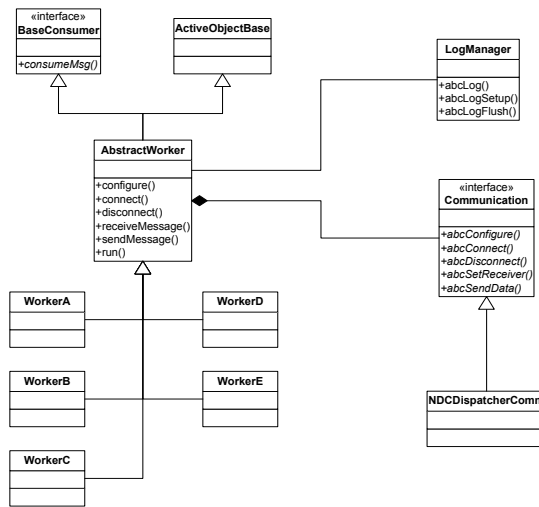 «interface»
BaseConsumer
+consumeMsg()
ActiveObjectBase
LogManager
+abcLog()
+abcLogSetup()
+abcLogFlush()
AbstractWorker
+configure()
+connect()
+disconnect()
+receiveMessage()
+sendMessage()
+run()
«interface»
Communication
+abcConfigure()
+abcConnect()
+abcDisconnect()
+abcSetReceiver()
+abcSendData()
WorkerA
WorkerD
WorkerB
WorkerE
NDCDispatcherComm
WorkerC